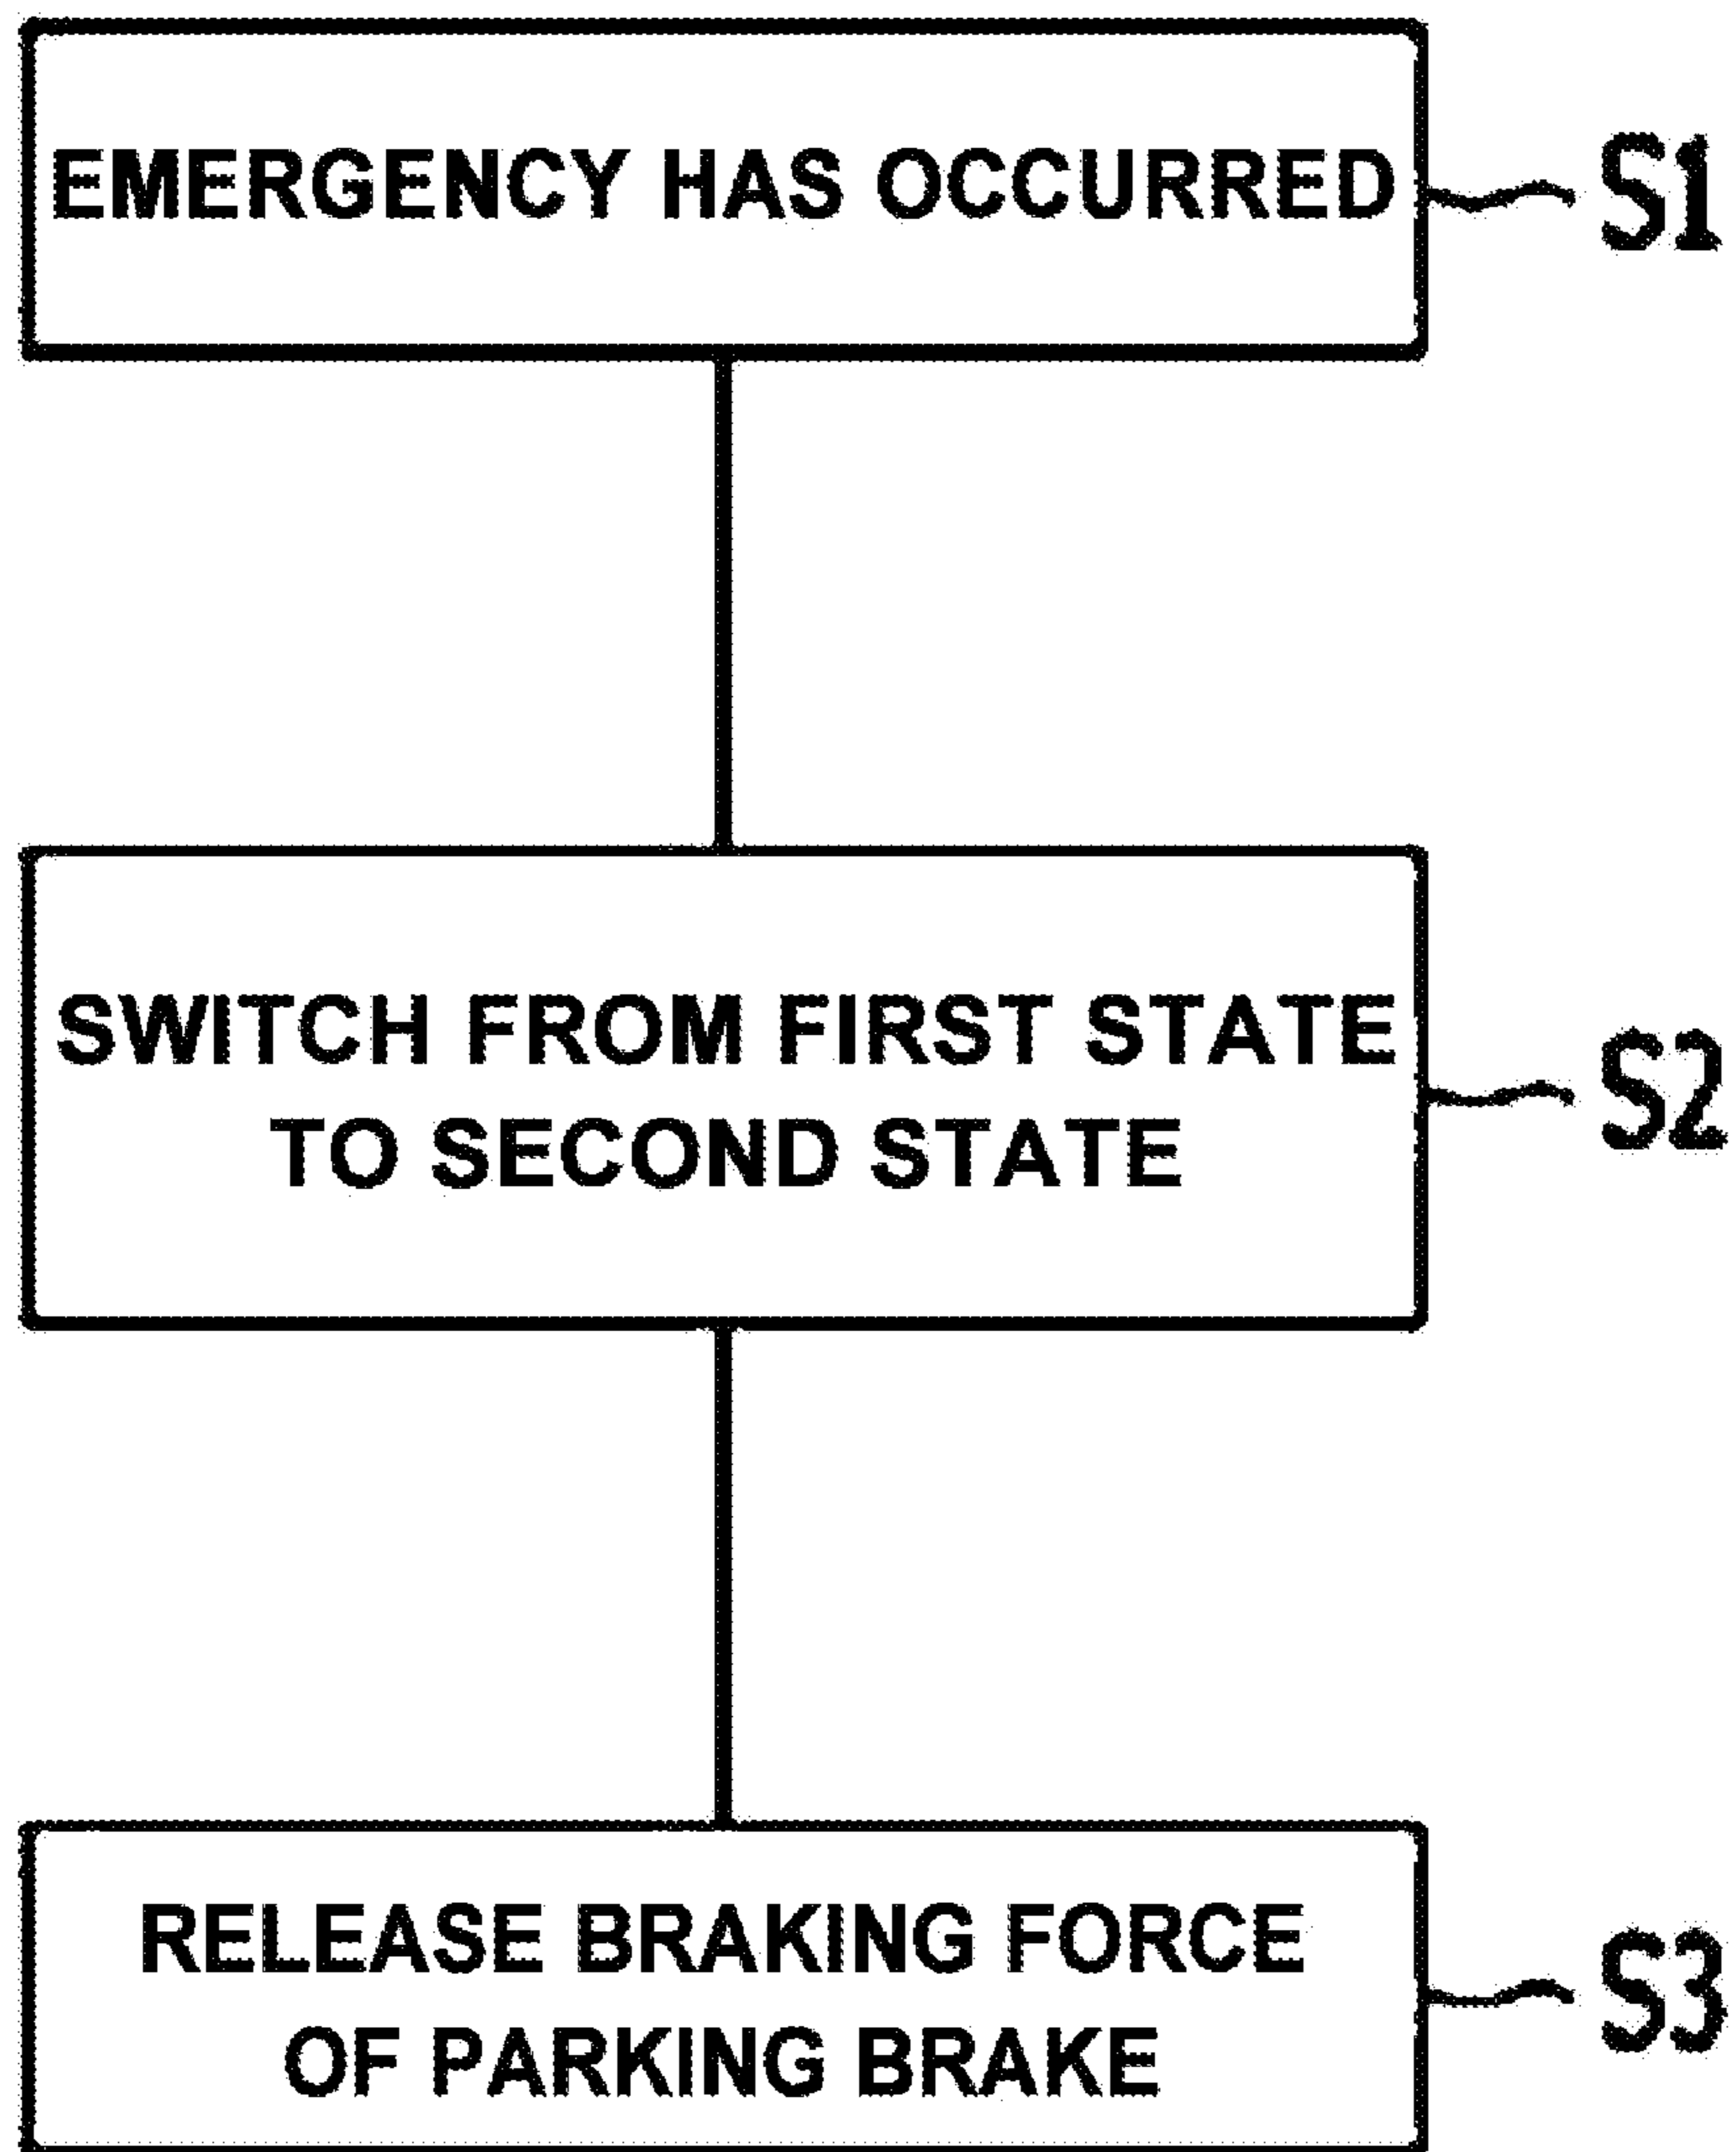 EMERGENCY HAS OCCURRED
S1
SWITCH FROM FIRST STATE
TO SECOND STATE
S2
RELEASE BRAKING FORCE
OF PARKING BRAKE
S3